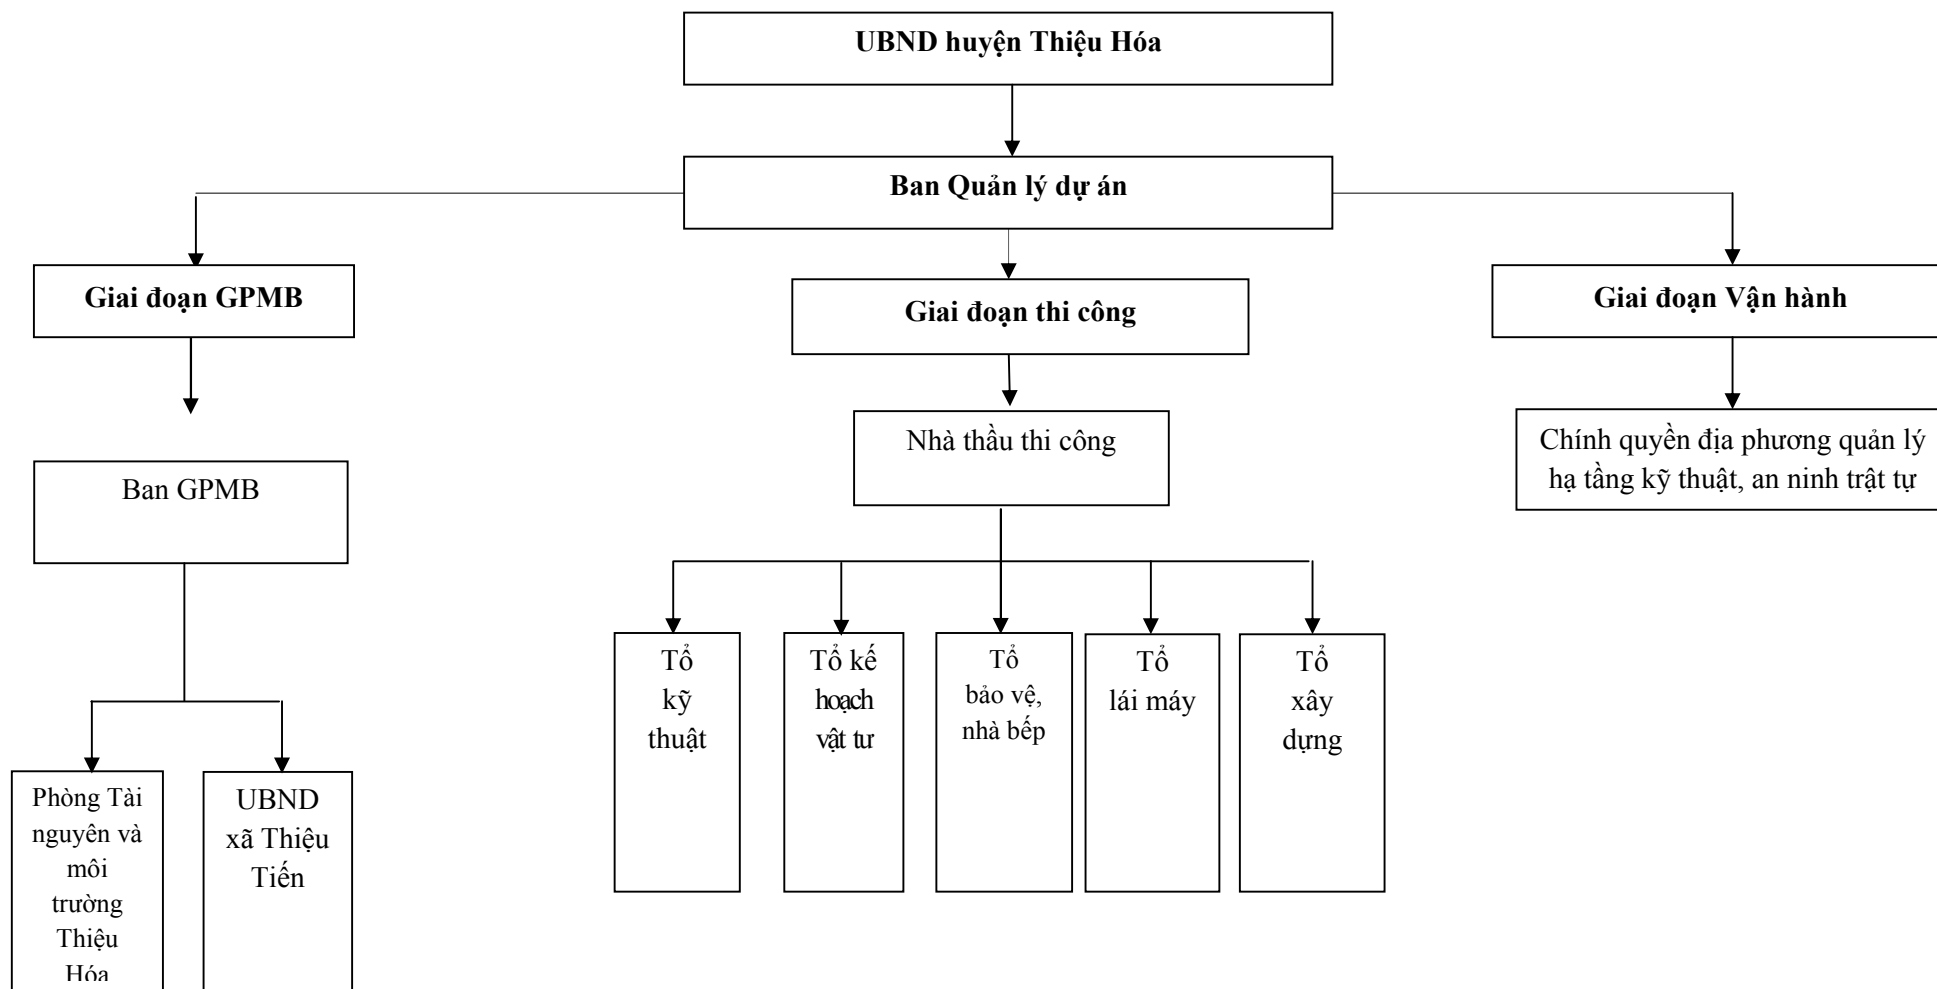 UBND huyện Thiệu Hóa
Ban Quản lý dự án
Giai đoạn GPMB
Giai đoạn thi công
Giai đoạn Vận hành
Ban GPMB
Nhà thầu thi công
Chính quyền địa phương quản lý
hạ tầng kỹ thuật, an ninh trật tự
Tổ
kỹ
thuật
Tổ kế
hoạch
vật tư
Tổ
bảo vệ,
nhà bếp
Tổ
lái máy
Tổ
xây
dựng
Phòng Tài
nguyên và
môi
trường
Thiệu
Hóa
UBND
xã Thiệu
Tiến